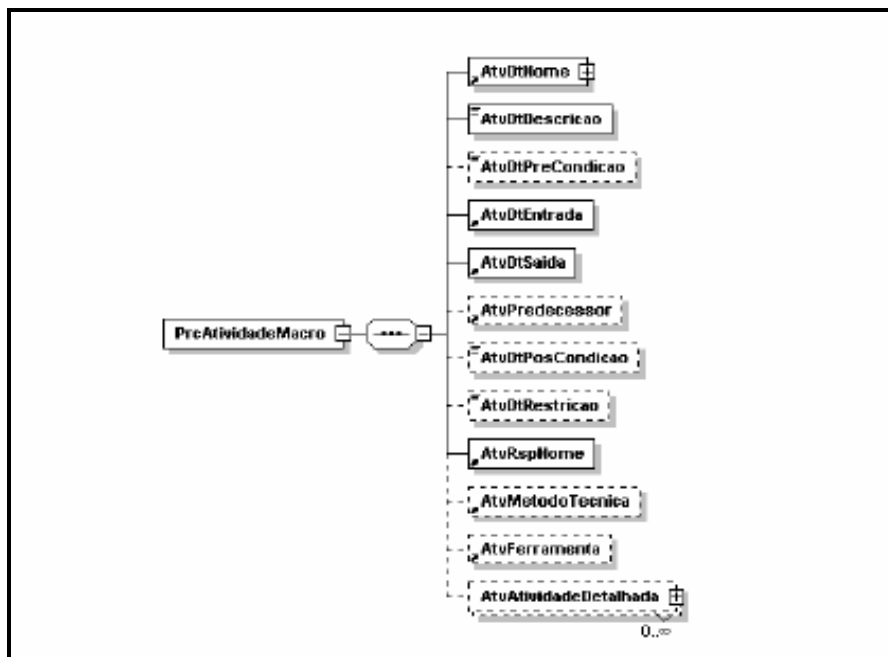 AtvDtNome
AtvDtDescricao
AtvDtPreCondicao
AtvDtEntrada
AtvDtSaida
AtvPredecessor
PrcAtividadeMacro
AtvDtPosCondicao
AtvDtRestricao
AtvRspNome
AtvMetodoTecnica
AtvFerramenta
AtvAtividadeDetalhada
0..∞